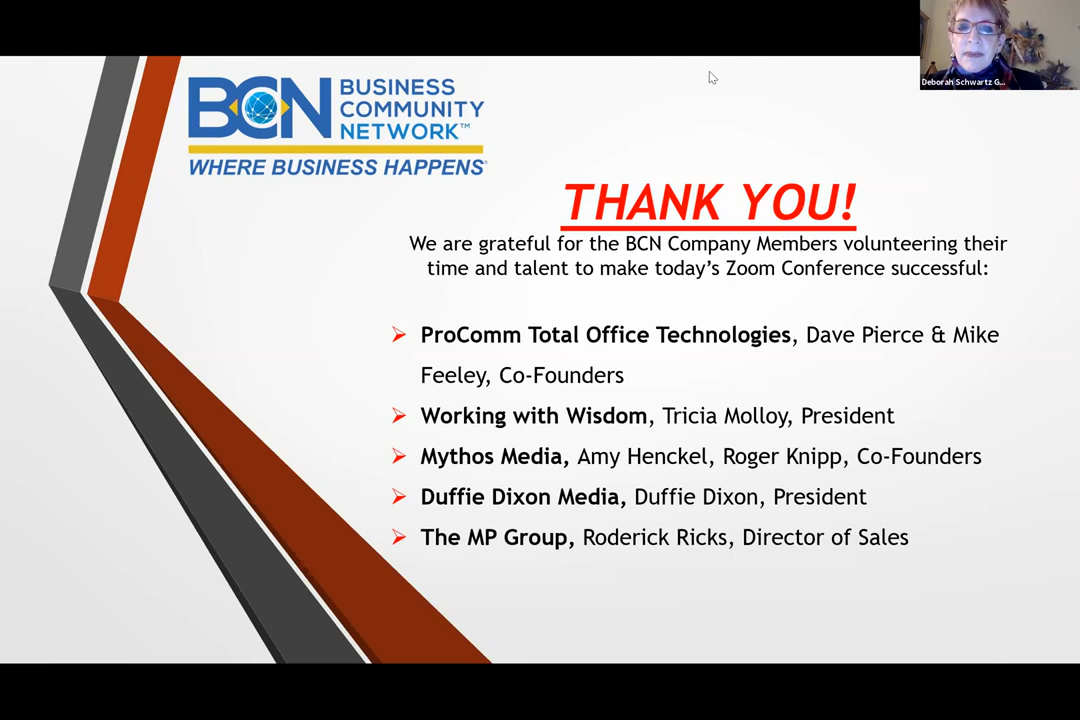 Deborah Schwartz G...
BCN BUSINESS
COMMUNITY
NETWORK™
WHERE BUSINESS HAPPENS
THANK YOU!
We are grateful for the BCN Company Members volunteering their
time and talent to make today's Zoom Conference successful:
ProComm Total Office Technologies, Dave Pierce & Mike
Feeley, Co-Founders
Working with Wisdom, Tricia Molloy, President
Mythos Media, Amy Henckel, Roger Knipp, Co-Founders
Duffie Dixon Media, Duffie Dixon, President
The MP Group, Roderick Ricks, Director of Sales